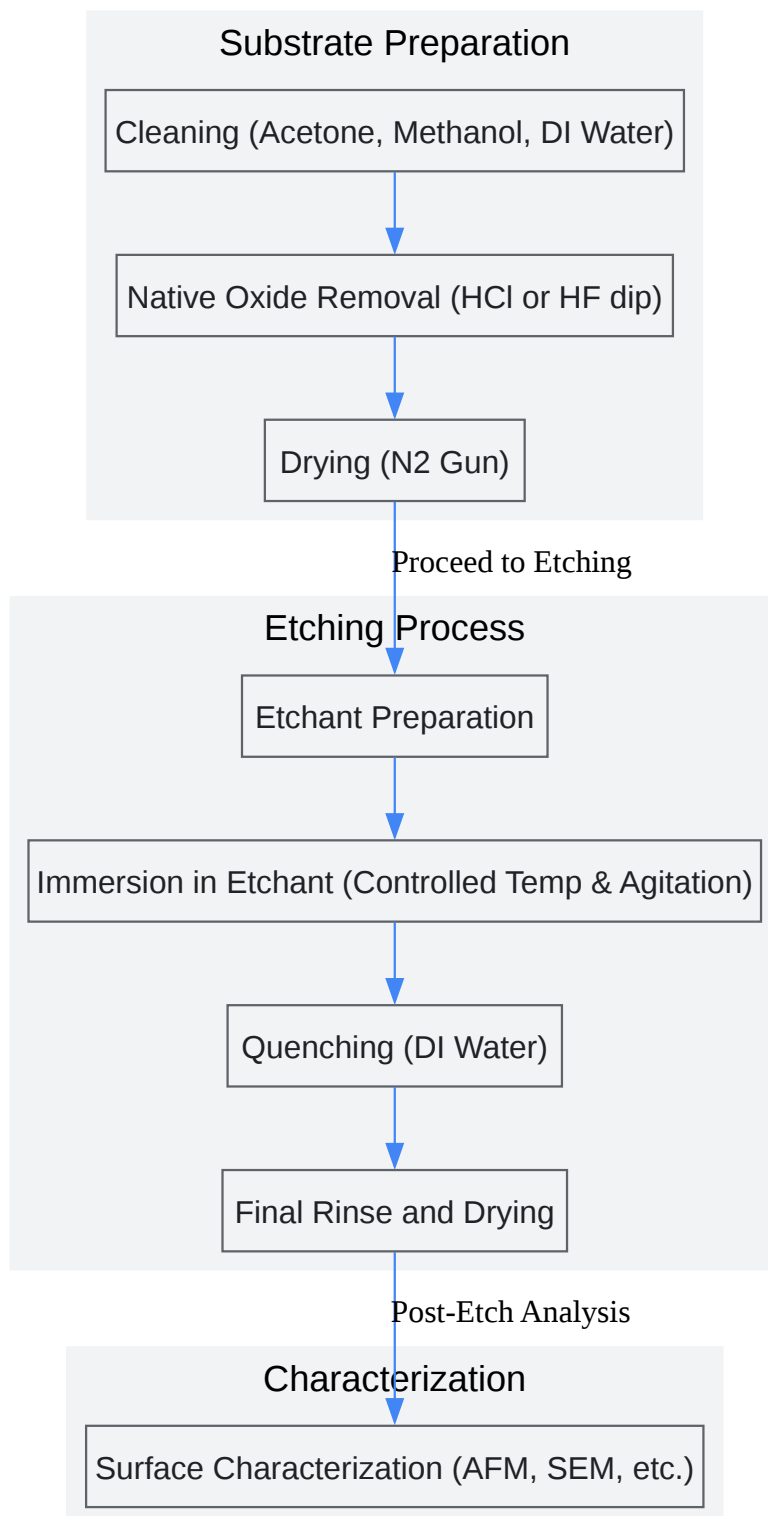 Substrate Preparation
Cleaning (Acetone, Methanol, DI Water)
Native Oxide Removal (HCl or HF dip)
Drying (N2 Gun)
Proceed to Etching
Etching Process
Etchant Preparation
Immersion in Etchant (Controlled Temp & Agitation)
Quenching (DI Water)
Final Rinse and Drying
Post-Etch Analysis
Characterization
Surface Characterization (AFM, SEM, etc.)